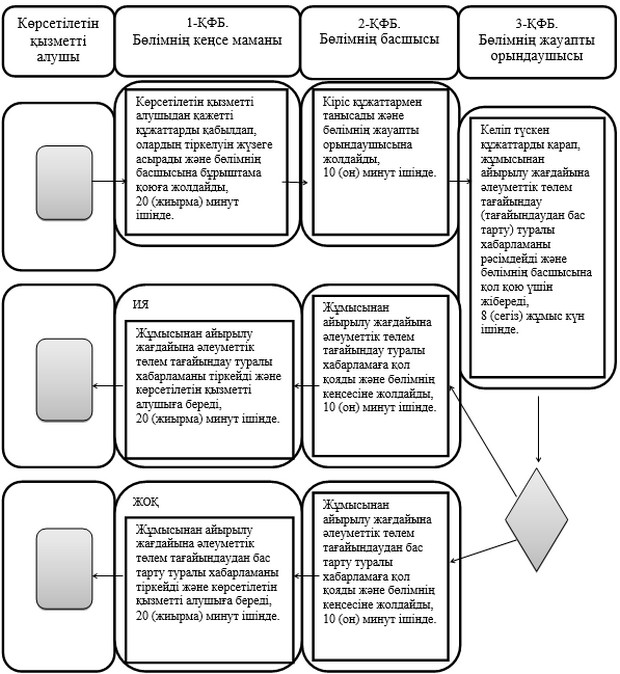 Көрсетілетін
қызметті
алушы
1-ҚФБ.
Бөлімнің кеңсе маманы
2-ҚФБ.
Бөлімнің басшысы
3-ҚФБ.
Бөлімнің жауапты
орындаушысы
Көрсетілетін қызметті
алушыдан қажетті
құжаттарды қабылдап,
олардың тіркелуін жүзеге
асырады және бөлімнің
басшысына бұрыштама
қоюға жолдайды,
20 (жиырма) минут
ішінде.
Кіріс құжаттармен
танысады және
бөлімнің жауапты
орындаушысына
жолдайды,
10 (он) минут ішінде.
Келіп түскен
құжаттарды қарап,
жұмысынан
айырылу жағдайына
әлеуметтік төлем
тағайындау
(тағайындаудан бас
тарту) туралы
хабарламаны
рәсімдейді және
бөлімнің басшысына
қол қою үшін
жібереді,
8 (сегіз) жұмыс күн
ішінде.
ИЯ
Жұмысынан айырылу
жағдайына әлеуметтік
төлем тағайындау туралы
хабарламаны тіркейді және
көрсетілетін қызметті
алушыға береді,
20 (жиырма) минут ішінде.
Жұмысынан
айырылу жағдайына
әлеуметтік төлем
тағайындау туралы
хабарламаға қол
қояды және бөлімнің
кенсесіне жолдайды,
10 (он) минут ішінде.
ЖОҚ
Жұмысынан айырылу
жағдайына әлеуметтік
төлем тағайындаудан бас
тарту туралы хабарламаны
тіркейді және көрсетілетін
қызметті алушыға береді,
20 (жиырма) минут ішінде.
Жұмысынан
айырылу жағдайына
әлеуметтік төлем
тағайындаудан бас
тарту туралы
хабарламаға қол
қояды және бөлімнің
кенсесіне жолдайды,
10 (он) минут ішінде.